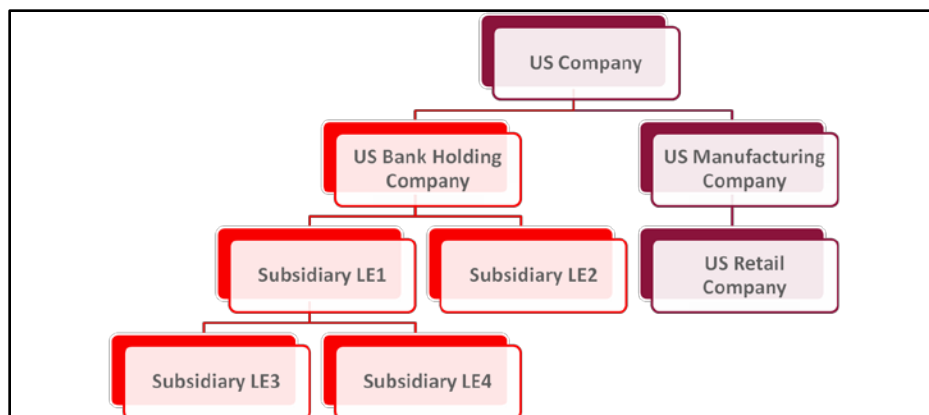 US Company
US Bank Holding
Company
US Manufacturing
Company
Subsidiary LE1
Subsidiary LE2
US Retail
Company
Subsidiary LE3
Subsidiary LE4